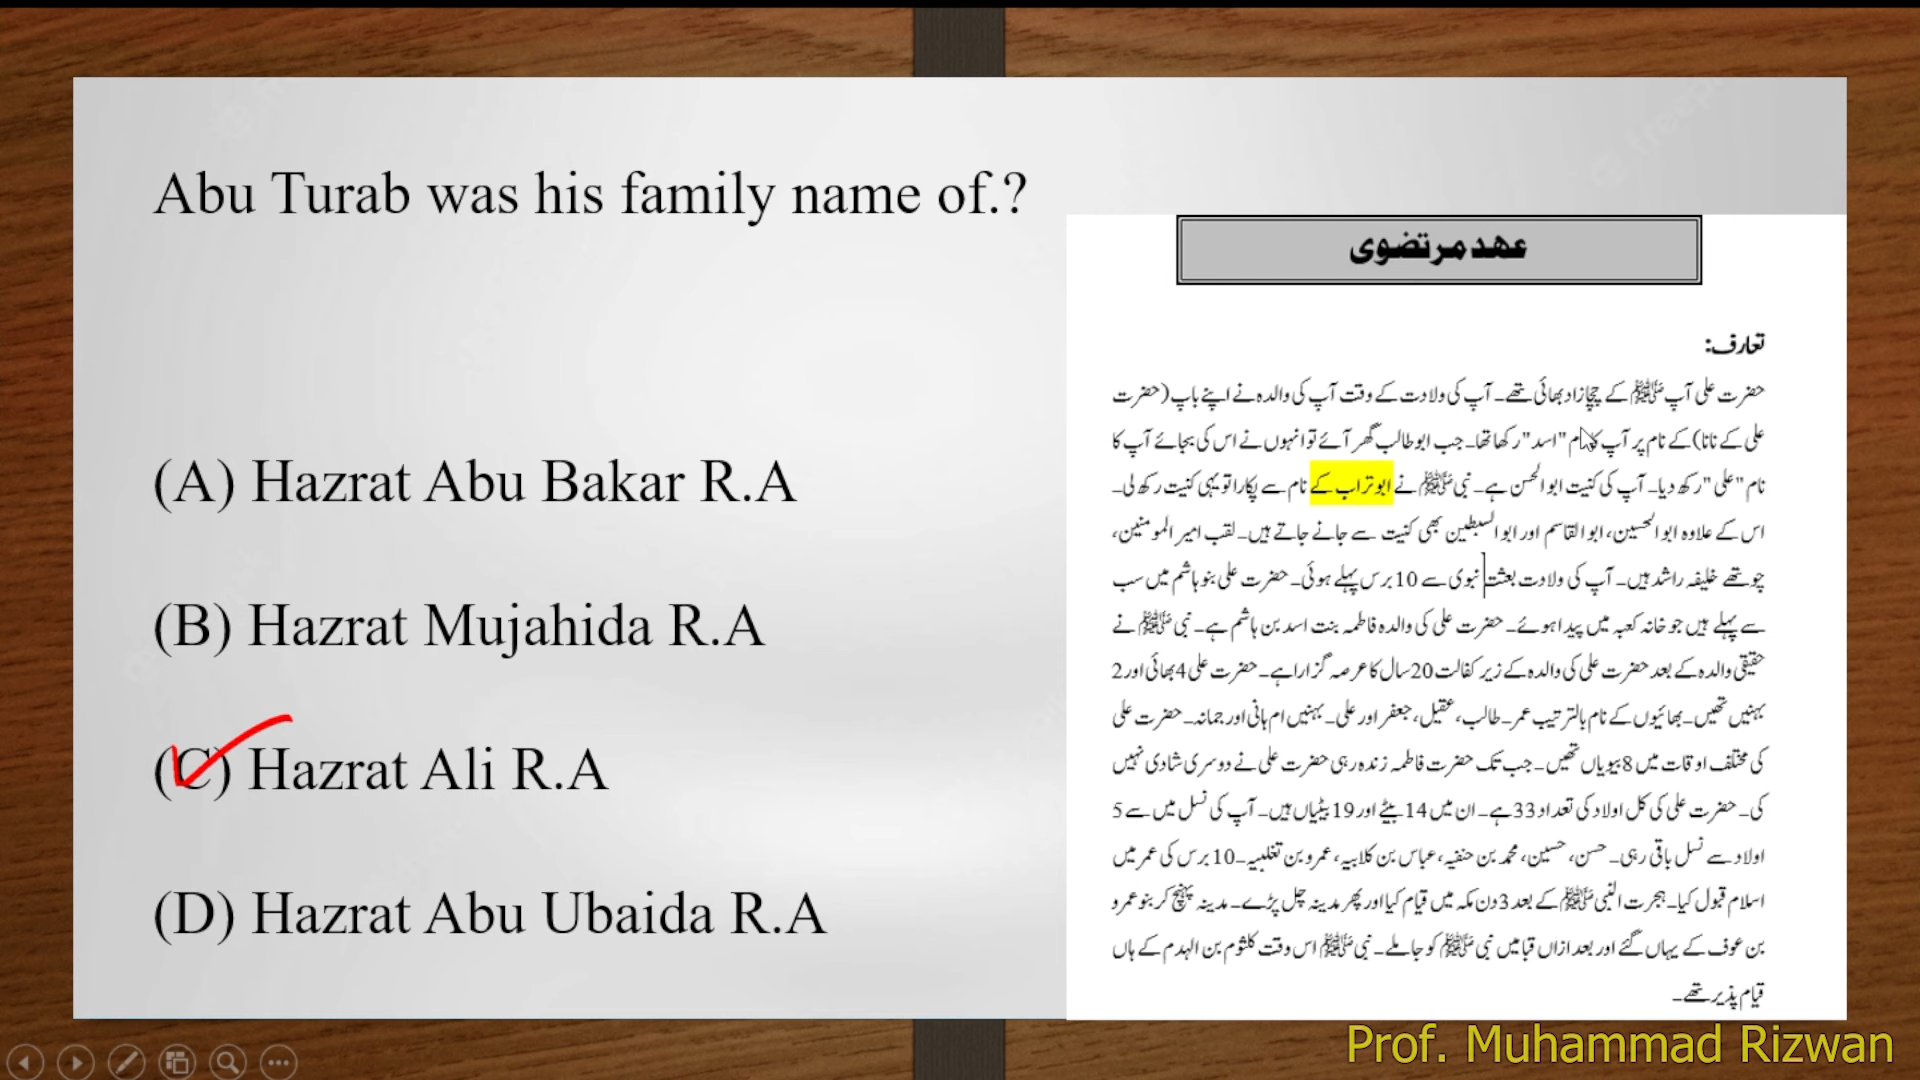 Abu Turab was his family name of.?
(A) Hazrat Abu Bakar R.A
(B) Hazrat Mujahida R.A
(C) Hazrat Ali R.A
(D) Hazrat Abu Ubaida R.A
عہد مرتضوی
تعارف:
حضرت علی آپ ﷺ کے چچازاد بھائی تھے۔ آپ کی ولادت کے وقت آپ کی والدہ نے اپنے باپ (حضرت
علی کے نانا) کے نام پر آپ کا نام "اسد" رکھا تھا۔ جب ابوطالب گھر آئے تو انہوں نے اس کی بجائے آپ کا
نام "علی" رکھ دیا۔ آپ کی کنیت ابوالحسن ہے۔ نبی ﷺ نے ابو تراب کے نام سے پکارا تو یہی کنیت رکھ لی۔
اس کے علاوہ ابوالحسین، ابوالقاسم اور ابوالسبطین بھی کنیت سے جانے جاتے ہیں۔ لقب امیر المومنین،
چوتھے خلیفہ راشد ہیں۔ آپ کی ولادت بعثت نبوی سے 10 برس پہلے ہوئی۔ حضرت علی بنو ہاشم میں سب
سے پہلے ہیں جو خانہ کعبہ میں پیدا ہوئے۔ حضرت علی کی والدہ فاطمہ بنت اسد بن ہاشم ہے۔ نبی ﷺ نے
حقیقی والدہ کے بعد حضرت علی کی والدہ کے زیر کفالت 20 سال کا عرصہ گزارا ہے۔ حضرت علی 4 بھائی اور 2
بہنیں تھیں۔ بھائیوں کے نام بالترتیب عمر۔ طالب، عقیل، جعفر اور علی۔ بہنیں ام ہانی اور جمانہ۔ حضرت علی
کی مختلف اوقات میں 8 بیویاں تھیں۔ جب تک حضرت فاطمہ زندہ رہی حضرت علی نے دوسری شادی نہیں
کی۔ حضرت علی کی کل اولاد کی تعداد 33 ہے۔ ان میں 14 بیٹے اور 19 بیٹیاں ہیں۔ آپ کی نسل میں سے 5
اولاد سے نسل باقی رہی۔ حسن، حسین، محمد بن حنفیہ، عباس بن کلابیہ، عمرو بن تغلبیہ۔ 10 برس کی عمر میں
اسلام قبول کیا۔ ہجرت النبی ﷺ کے بعد 3 دن مکہ میں قیام کیا اور پھر مدینہ چل پڑے۔ مدینہ پہنچ کر بنو عمرو
بن عوف کے یہاں گئے اور بعد ازاں قبا میں نبی ﷺ کو جا ملے۔ نبی ﷺ اس وقت کلثوم بن الہدم کے ہاں
قیام پذیر تھے۔
Prof. Muhammad Rizwan